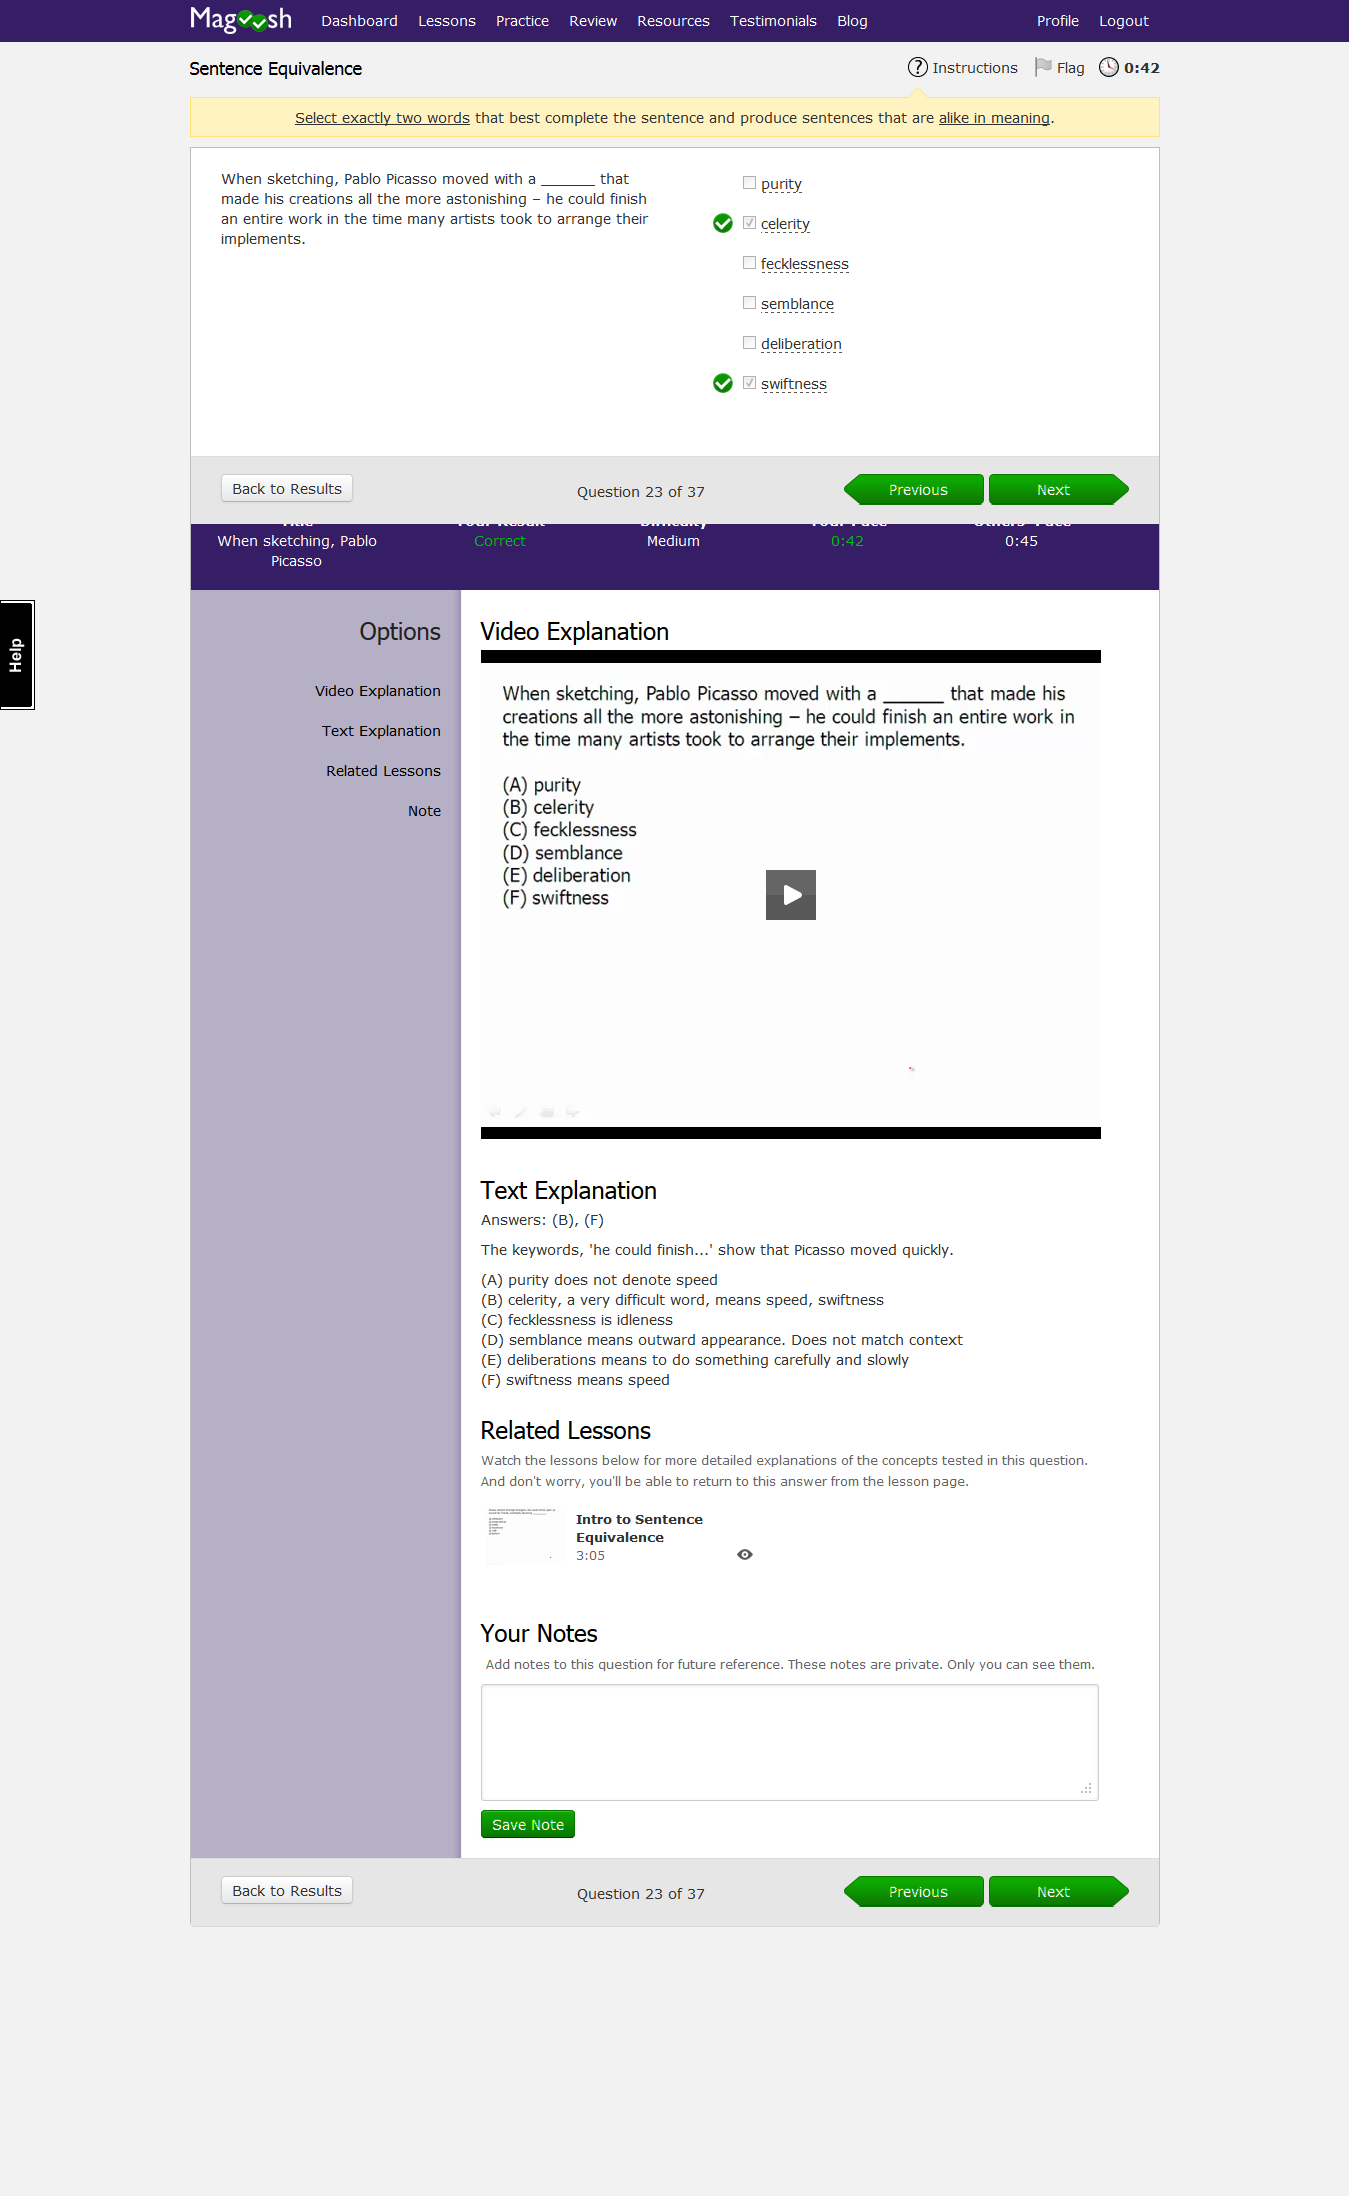 Magoosh
Dashboard Lessons Practice Review Resources Testimonials Blog Profile Logout
Sentence Equivalence
Instructions Flag 0:42
Select exactly two words that best complete the sentence and produce sentences that are alike in meaning.
When sketching, Pablo Picasso moved with a _______ that
made his creations all the more astonishing – he could finish
an entire work in the time many artists took to arrange their
implements.
purity
celerity
fecklessness
semblance
deliberation
swiftness
Back to Results Question 23 of 37 Previous Next
Title Your Result Difficulty Your Pace Others' Pace
When sketching, Pablo Correct Medium 0:42 0:45
Picasso
Help
Options
Video Explanation
Text Explanation
Related Lessons
Note
Video Explanation
When sketching, Pablo Picasso moved with a ______ that made his
creations all the more astonishing – he could finish an entire work in
the time many artists took to arrange their implements.
(A) purity
(B) celerity
(C) fecklessness
(D) semblance
(E) deliberation
(F) swiftness
Text Explanation
Answers: (B), (F)
The keywords, 'he could finish...' show that Picasso moved quickly.
(A) purity does not denote speed
(B) celerity, a very difficult word, means speed, swiftness
(C) fecklessness is idleness
(D) semblance means outward appearance. Does not match context
(E) deliberations means to do something carefully and slowly
(F) swiftness means speed
Related Lessons
Watch the lessons below for more detailed explanations of the concepts tested in this question.
And don't worry, you'll be able to return to this answer from the lesson page.
Intro to Sentence
Equivalence
3:05
Your Notes
Add notes to this question for future reference. These notes are private. Only you can see them.
Save Note
Back to Results Question 23 of 37 Previous Next